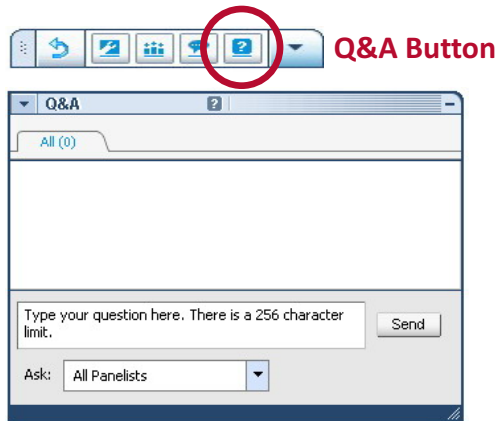 Q&A Button
Q&A
All (0)
Type your question here. There is a 256 character
limit.
Send
Ask: All Panelists